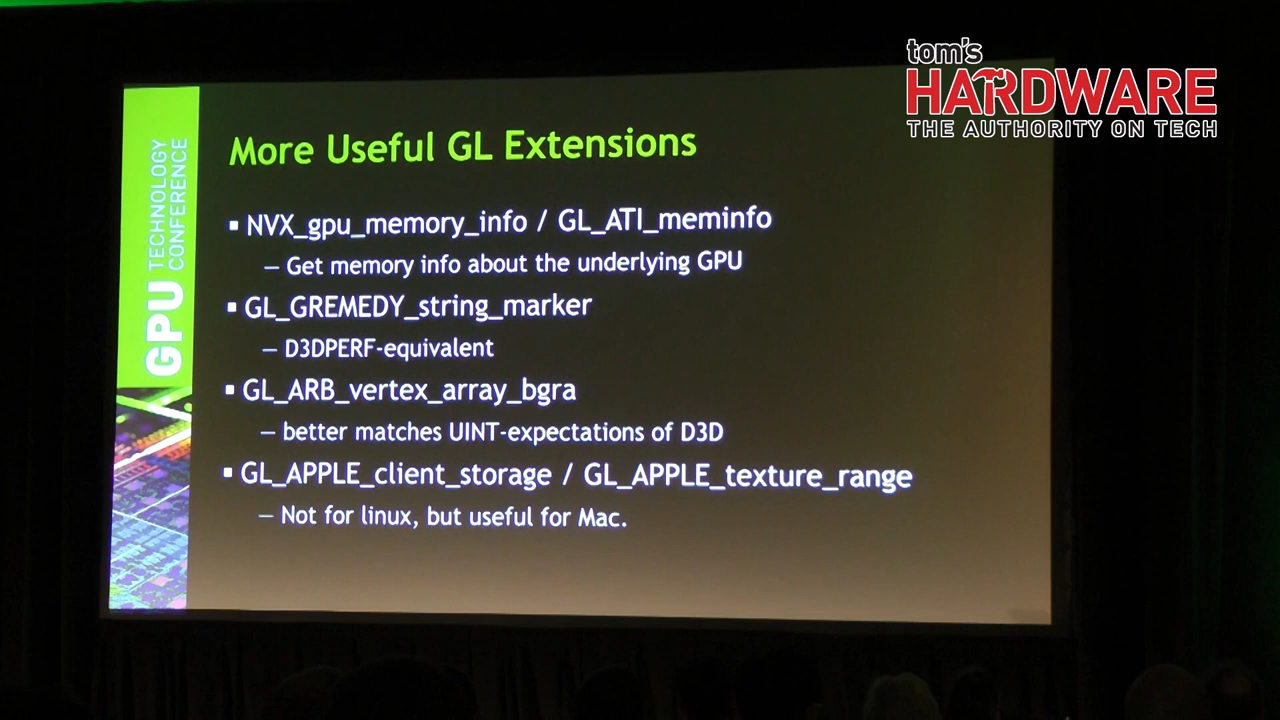 tom's
HARDWARE
THE AUTHORITY ON TECH
GPU TECHNOLOGY
CONFERENCE
More Useful GL Extensions
▪ NVX_gpu_memory_info / GL_ATI_meminfo
– Get memory info about the underlying GPU
▪ GL_GREMEDY_string_marker
– D3DPERF-equivalent
▪ GL_ARB_vertex_array_bgra
– better matches UINT-expectations of D3D
▪ GL_APPLE_client_storage / GL_APPLE_texture_range
– Not for linux, but useful for Mac.